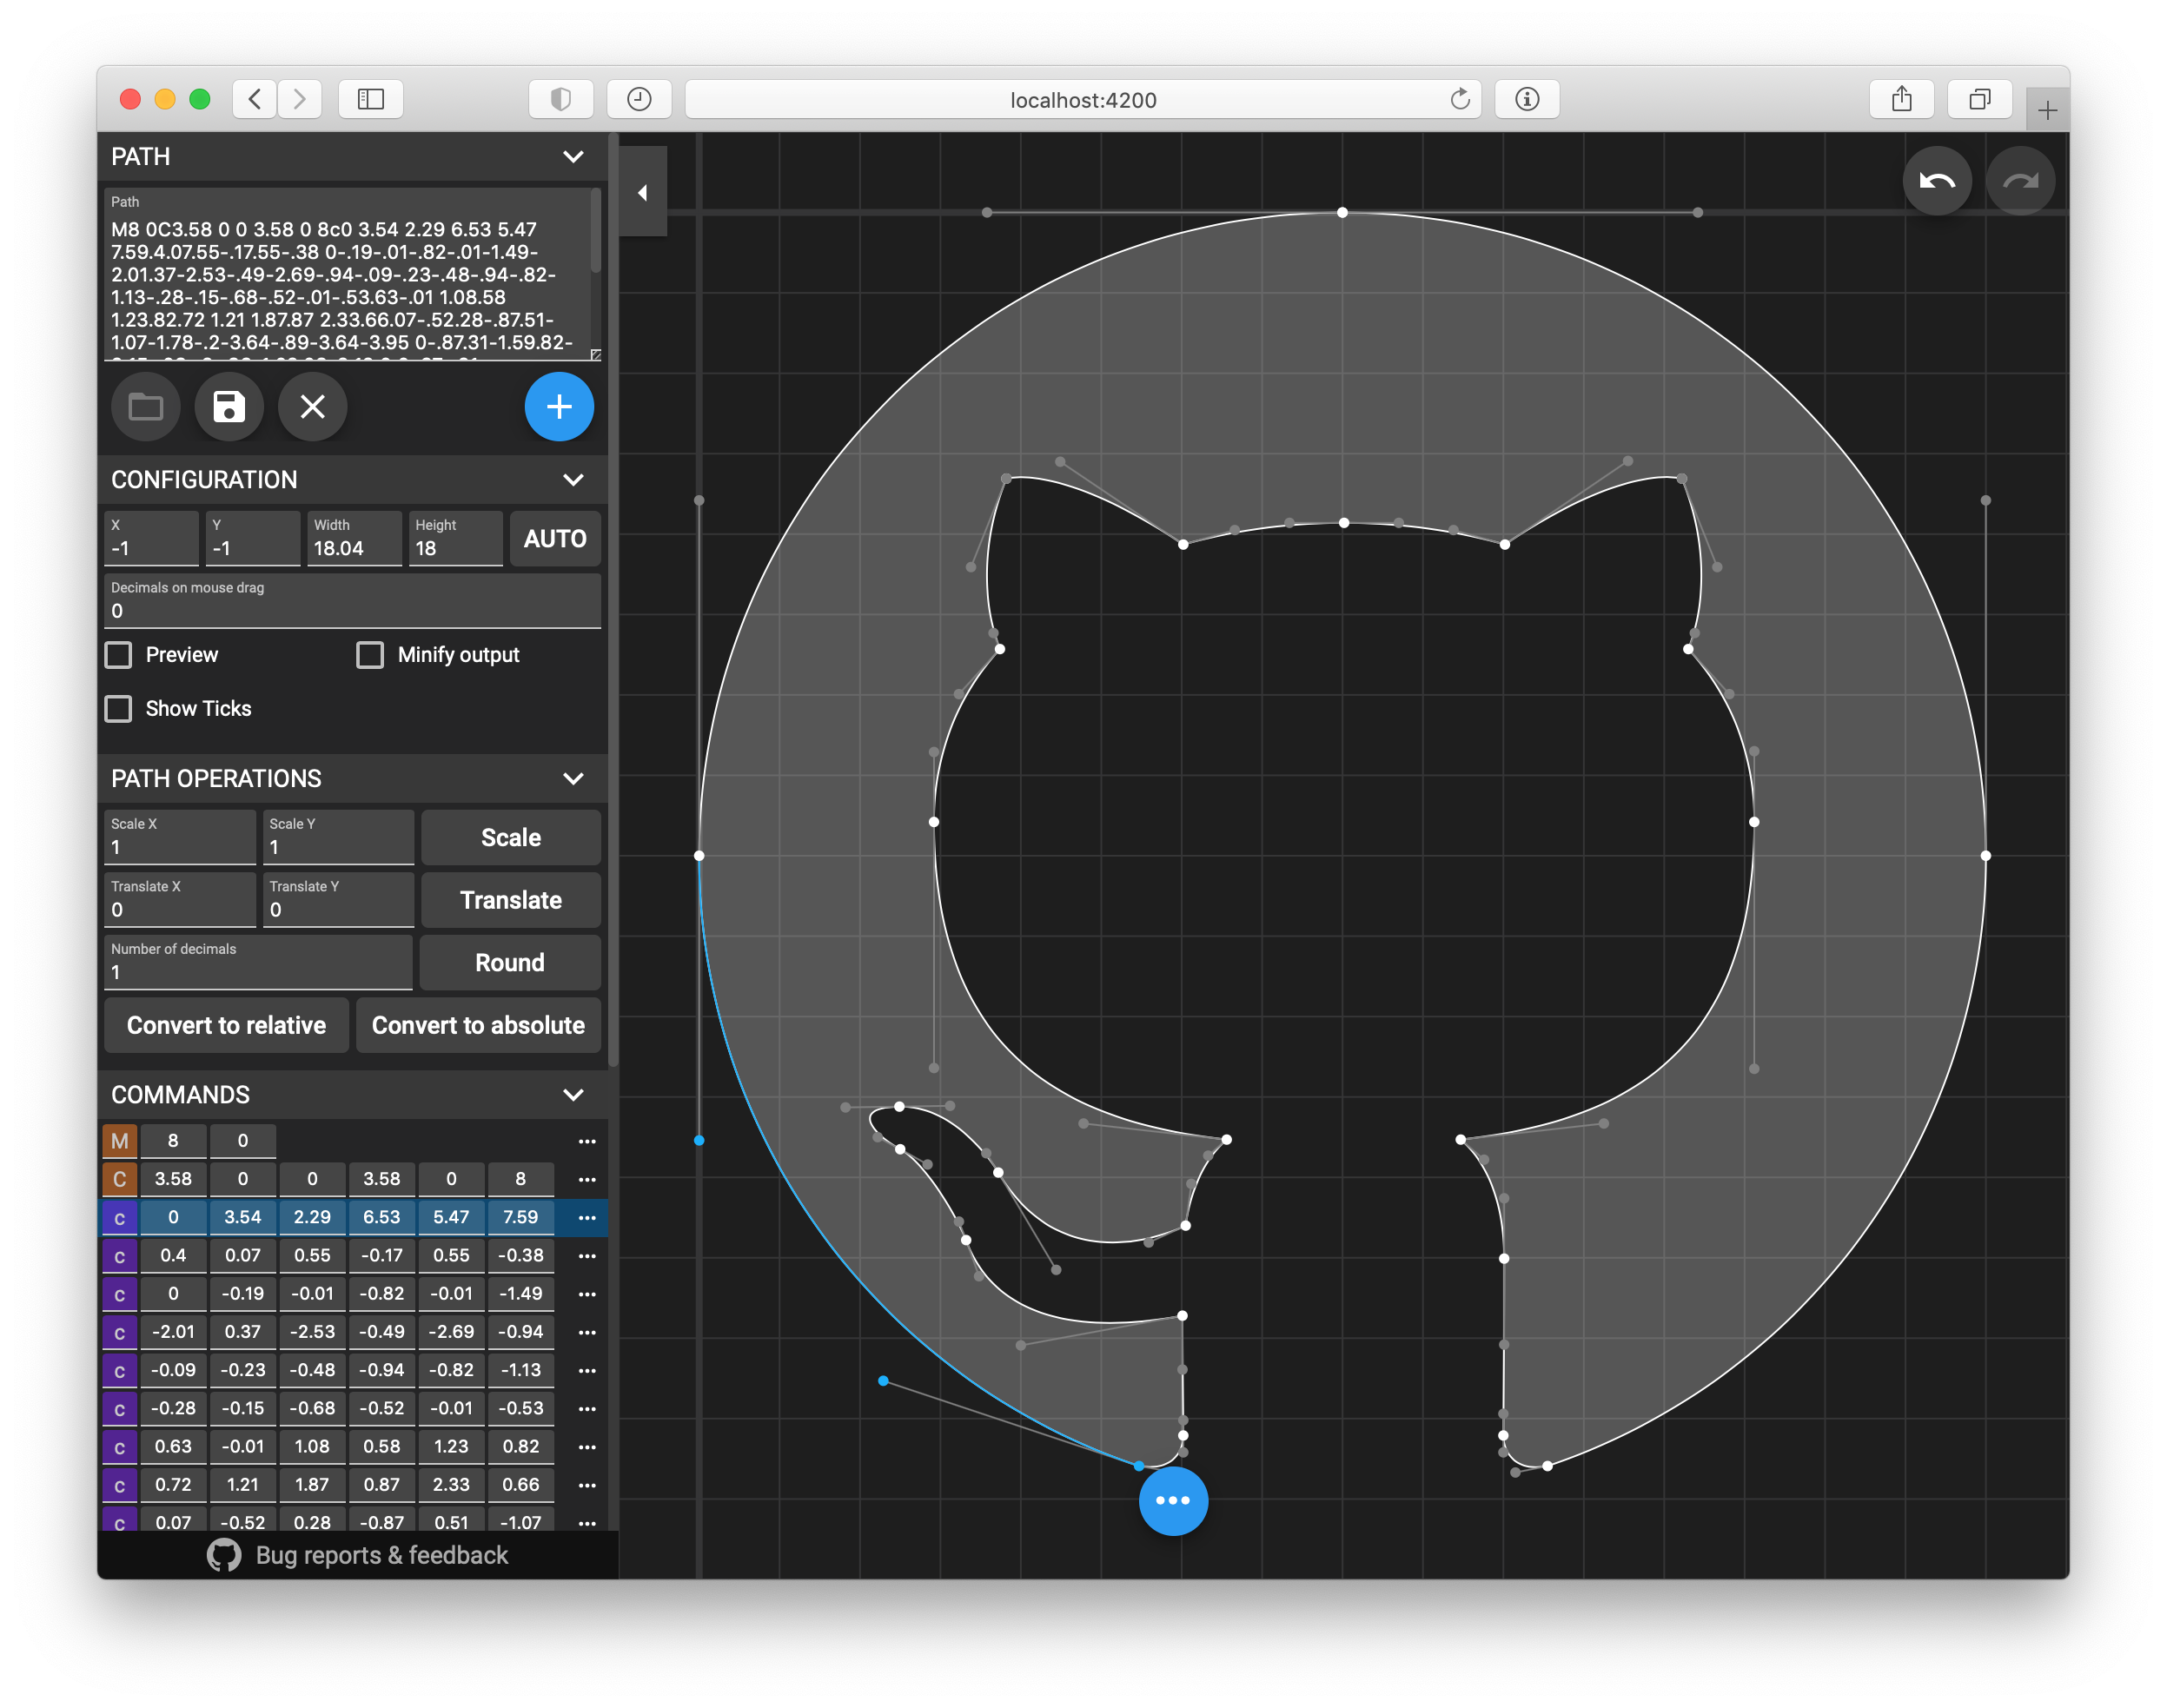 localhost:4200
PATH
Path
M8 0C3.58 0 0 3.58 0 8c0 3.54 2.29 6.53 5.47
7.59.4.07.55-.17.55-.38 0-.19-.01-.82-.01-1.49-
2.01.37-2.53-.49-2.69-.94-.09-.23-.48-.94-.82-
1.13-.28-.15-.68-.52-.01-.53.63-.01 1.08.58
1.23.82.72 1.21 1.87.87 2.33.66.07-.52.28-.87.51-
1.07-1.78-.2-3.64-.89-3.64-3.95 0-.87.31-1.59.82-
CONFIGURATION
X Y Width Height
-1 -1 18.04 18 AUTO
Decimals on mouse drag
0
Preview Minify output
Show Ticks
PATH OPERATIONS
Scale X Scale Y
1 1 Scale
Translate X Translate Y
0 0 Translate
Number of decimals
1 Round
Convert to relative Convert to absolute
COMMANDS
M 8 0
C 3.58 0 0 3.58 0 8
c 0 3.54 2.29 6.53 5.47 7.59
c 0.4 0.07 0.55 -0.17 0.55 -0.38
c 0 -0.19 -0.01 -0.82 -0.01 -1.49
c -2.01 0.37 -2.53 -0.49 -2.69 -0.94
c -0.09 -0.23 -0.48 -0.94 -0.82 -1.13
c -0.28 -0.15 -0.68 -0.52 -0.01 -0.53
c 0.63 -0.01 1.08 0.58 1.23 0.82
c 0.72 1.21 1.87 0.87 2.33 0.66
c 0.07 -0.52 0.28 -0.87 0.51 -1.07
Bug reports & feedback